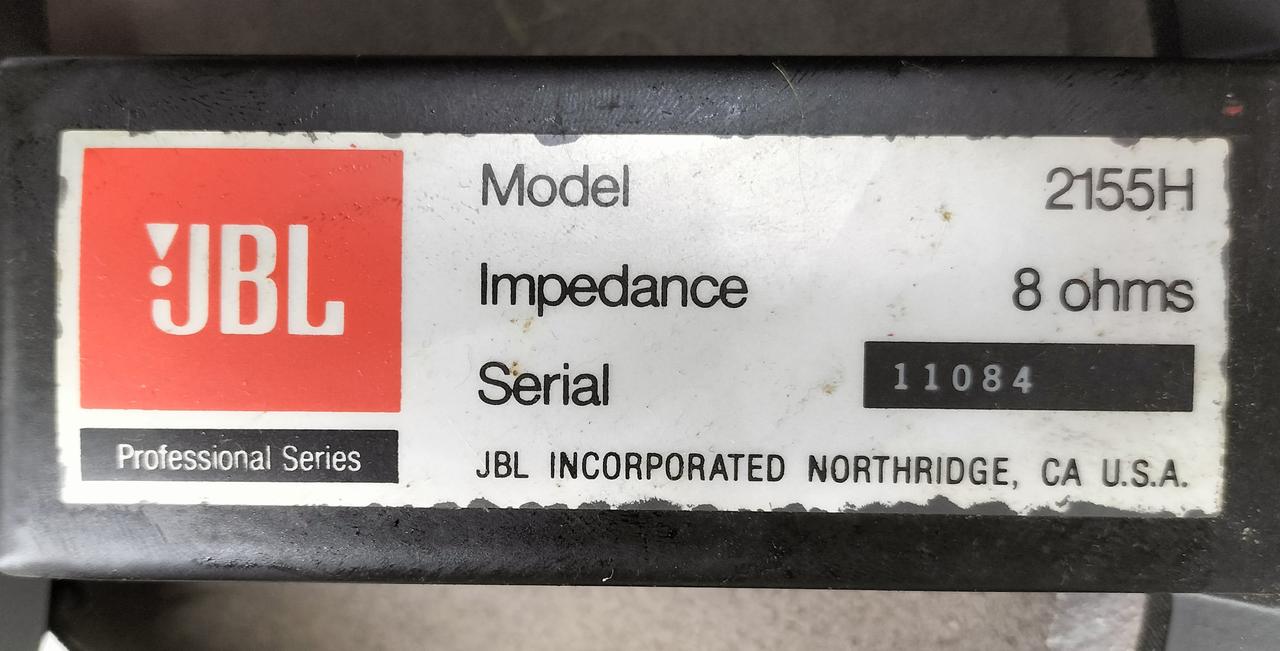 JBL
Professional Series
Model 2155H
Impedance 8 ohms
Serial 11084
JBL INCORPORATED NORTHRIDGE, CA U.S.A.